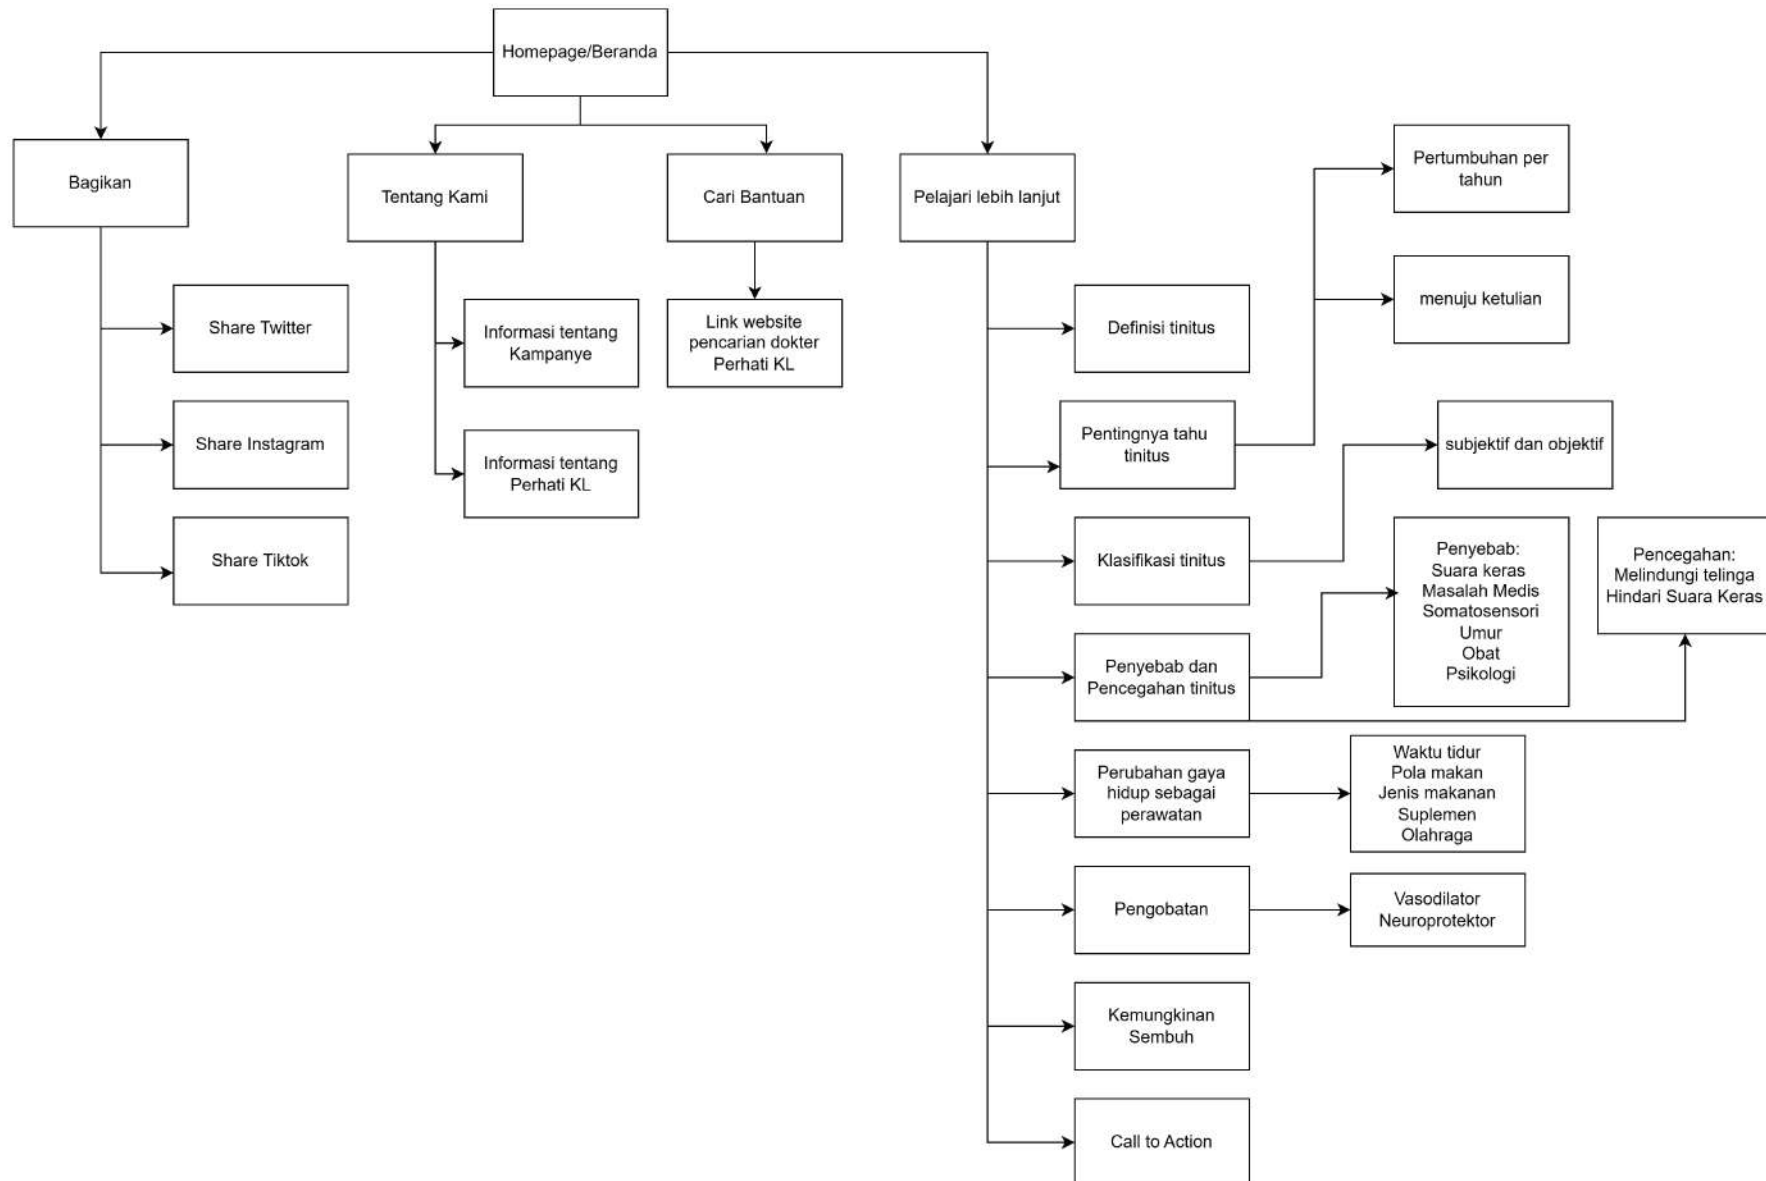 Homepage/Beranda
Bagikan
Share Twitter
Share Instagram
Share Tiktok
Tentang Kami
Informasi tentang
Kampanye
Informasi tentang
Perhati KL
Cari Bantuan
Link website
pencarian dokter
Perhati KL
Pelajari lebih lanjut
Definisi tinitus
Pentingnya tahu
tinitus
Pertumbuhan per
tahun
menuju ketulian
Klasifikasi tinitus
subjektif dan objektif
Penyebab dan
Pencegahan tinitus
Penyebab:
Suara keras
Masalah Medis
Somatosensori
Umur
Obat
Psikologi
Pencegahan:
Melindungi telinga
Hindari Suara Keras
Perubahan gaya
hidup sebagai
perawatan
Waktu tidur
Pola makan
Jenis makanan
Suplemen
Olahraga
Pengobatan
Vasodilator
Neuroprotektor
Kemungkinan
Sembuh
Call to Action